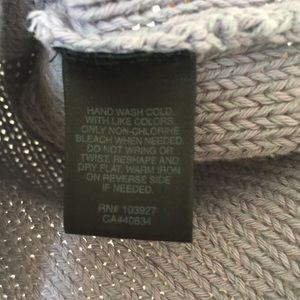 HAND WASH COLD
WITH LIKE COLORS.
ONLY NON-CHLORINE
BLEACH WHEN NEEDED.
DO NOT WRING OR
TWIST. RESHAPE AND
DRY FLAT. WARM IRON
ON REVERSE SIDE
IF NEEDED.
RN# 103927
CA#40834